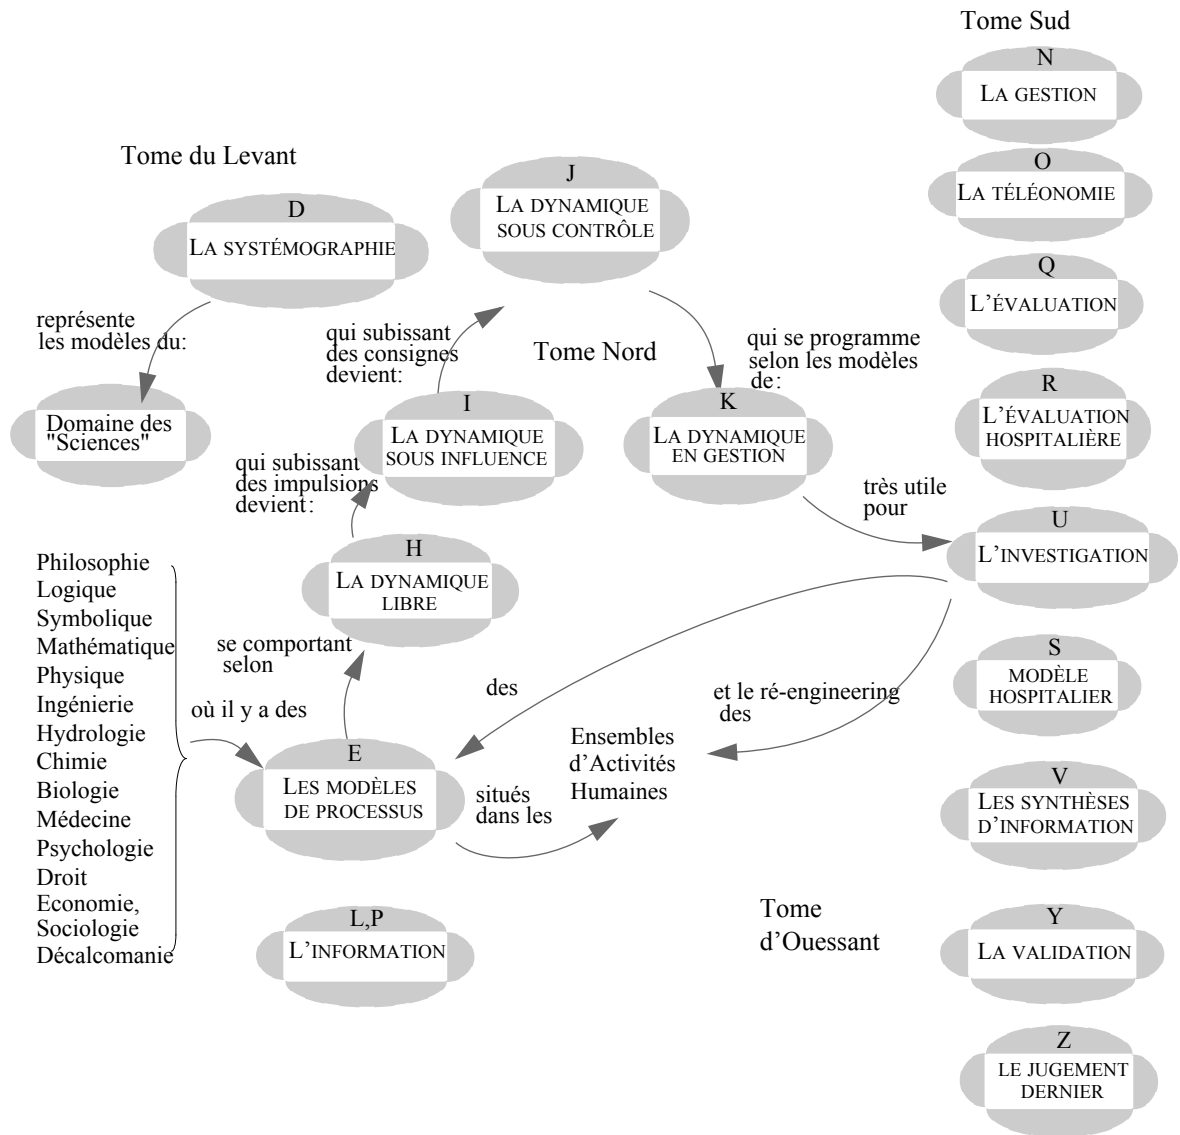 Tome Sud
N
LA GESTION
O
LA TÉLÉONOMIE
Q
L'ÉVALUATION
R
L'ÉVALUATION
HOSPITALIÈRE
U
L'INVESTIGATION
S
MODÈLE
HOSPITALIER
V
LES SYNTHÈSES
D'INFORMATION
Y
LA VALIDATION
Z
LE JUGEMENT
DERNIER
Tome du Levant
D
LA SYSTÉMOGRAPHIE
représente
les modèles du:
Domaine des
"Sciences"
J
LA DYNAMIQUE
SOUS CONTRÔLE
qui subissant
des consignes
devient:
Tome Nord
qui se programme
selon les modèles
de:
I
LA DYNAMIQUE
SOUS INFLUENCE
K
LA DYNAMIQUE
EN GESTION
qui subissant
des impulsions
devient:
très utile
pour
H
LA DYNAMIQUE
LIBRE
Philosophie
Logique
Symbolique
Mathématique
Physique
Ingénierie
Hydrologie
Chimie
Biologie
Médecine
Psychologie
Droit
Economie,
Sociologie
Décalcomanie
se comportant
selon
où il y a des
des
et le ré-engineering
des
E
LES MODÈLES
DE PROCESSUS
situés
dans les
Ensembles
d'Activités
Humaines
L,P
L'INFORMATION
Tome
d'Ouessant